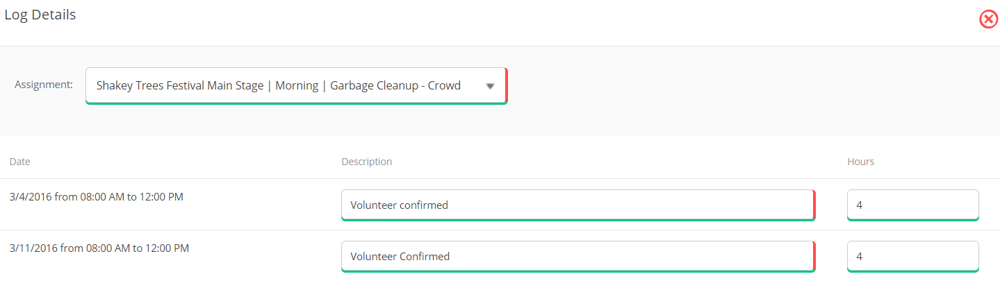 Log Details
Assignment: Shakey Trees Festival Main Stage | Morning | Garbage Cleanup - Crowd
Date Description Hours
3/4/2016 from 08:00 AM to 12:00 PM Volunteer confirmed 4
3/11/2016 from 08:00 AM to 12:00 PM Volunteer Confirmed 4